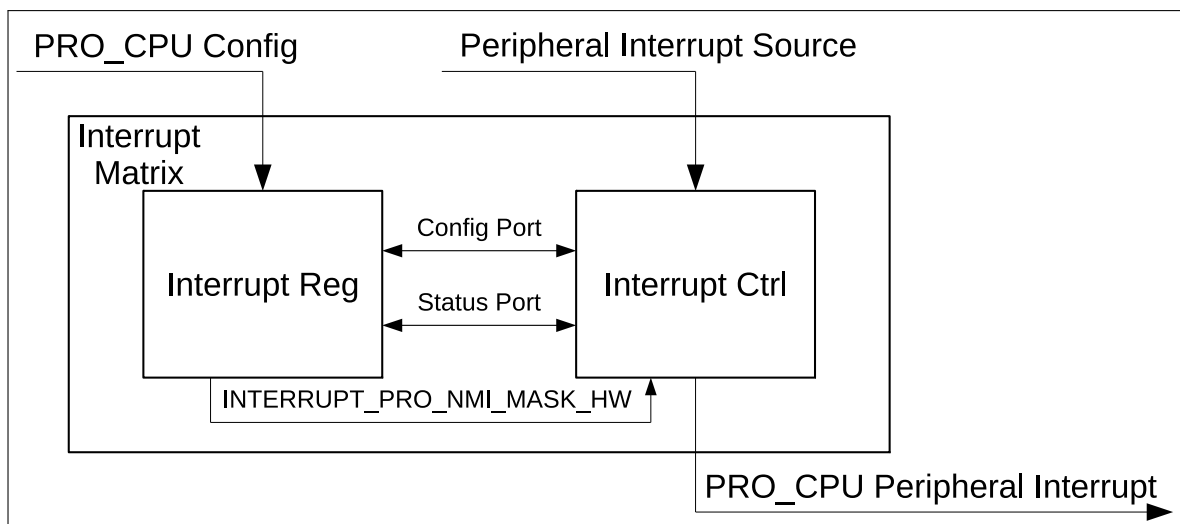 PRO_CPU Config
Peripheral Interrupt Source
Interrupt
Matrix
Config Port
Interrupt Reg
Interrupt Ctrl
Status Port
INTERRUPT_PRO_NMI_MASK_HW
PRO_CPU Peripheral Interrupt